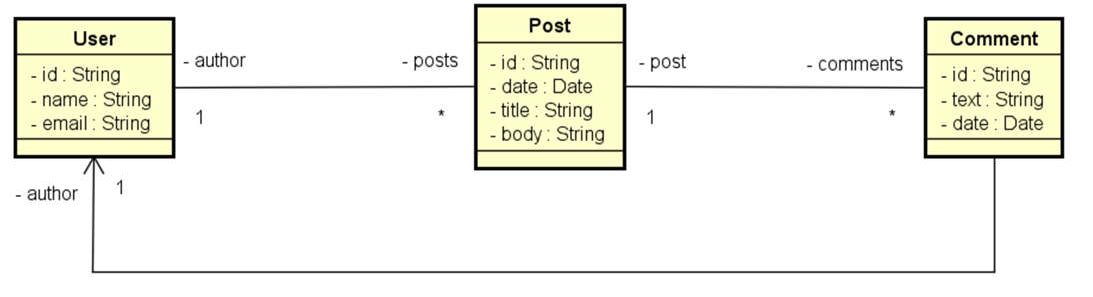 User
- id : String
- name : String
- email : String
- author
- posts
1
*
Post
- id : String
- date : Date
- title : String
- body : String
- post
- comments
1
*
Comment
- id : String
- text : String
- date : Date
- author
1